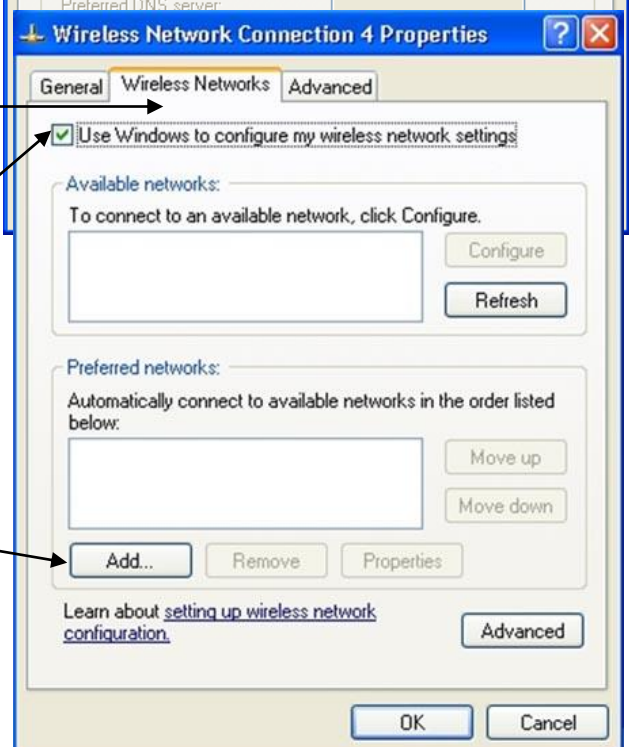 Preferred DNS server:
Wireless Network Connection 4 Properties
General Wireless Networks Advanced
Use Windows to configure my wireless network settings
Available networks:
To connect to an available network, click Configure.
Configure
Refresh
Preferred networks:
Automatically connect to available networks in the order listed
below:
Move up
Move down
Add... Remove Properties
Learn about setting up wireless network
configuration.
Advanced
OK Cancel